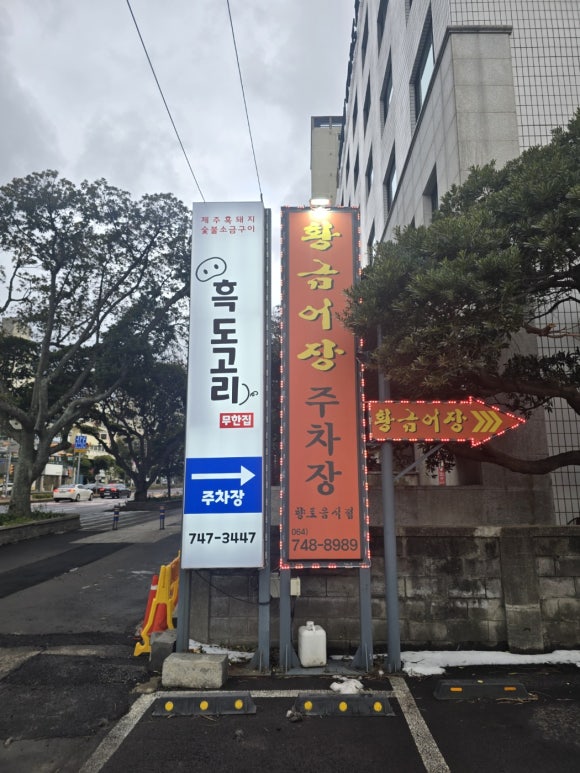 제주흑돼지
숯불소금구이
흑도고리
무한집
주차장
747-3447
황금어장
주차장
향토음식점
(064)
748-8989
황금어장